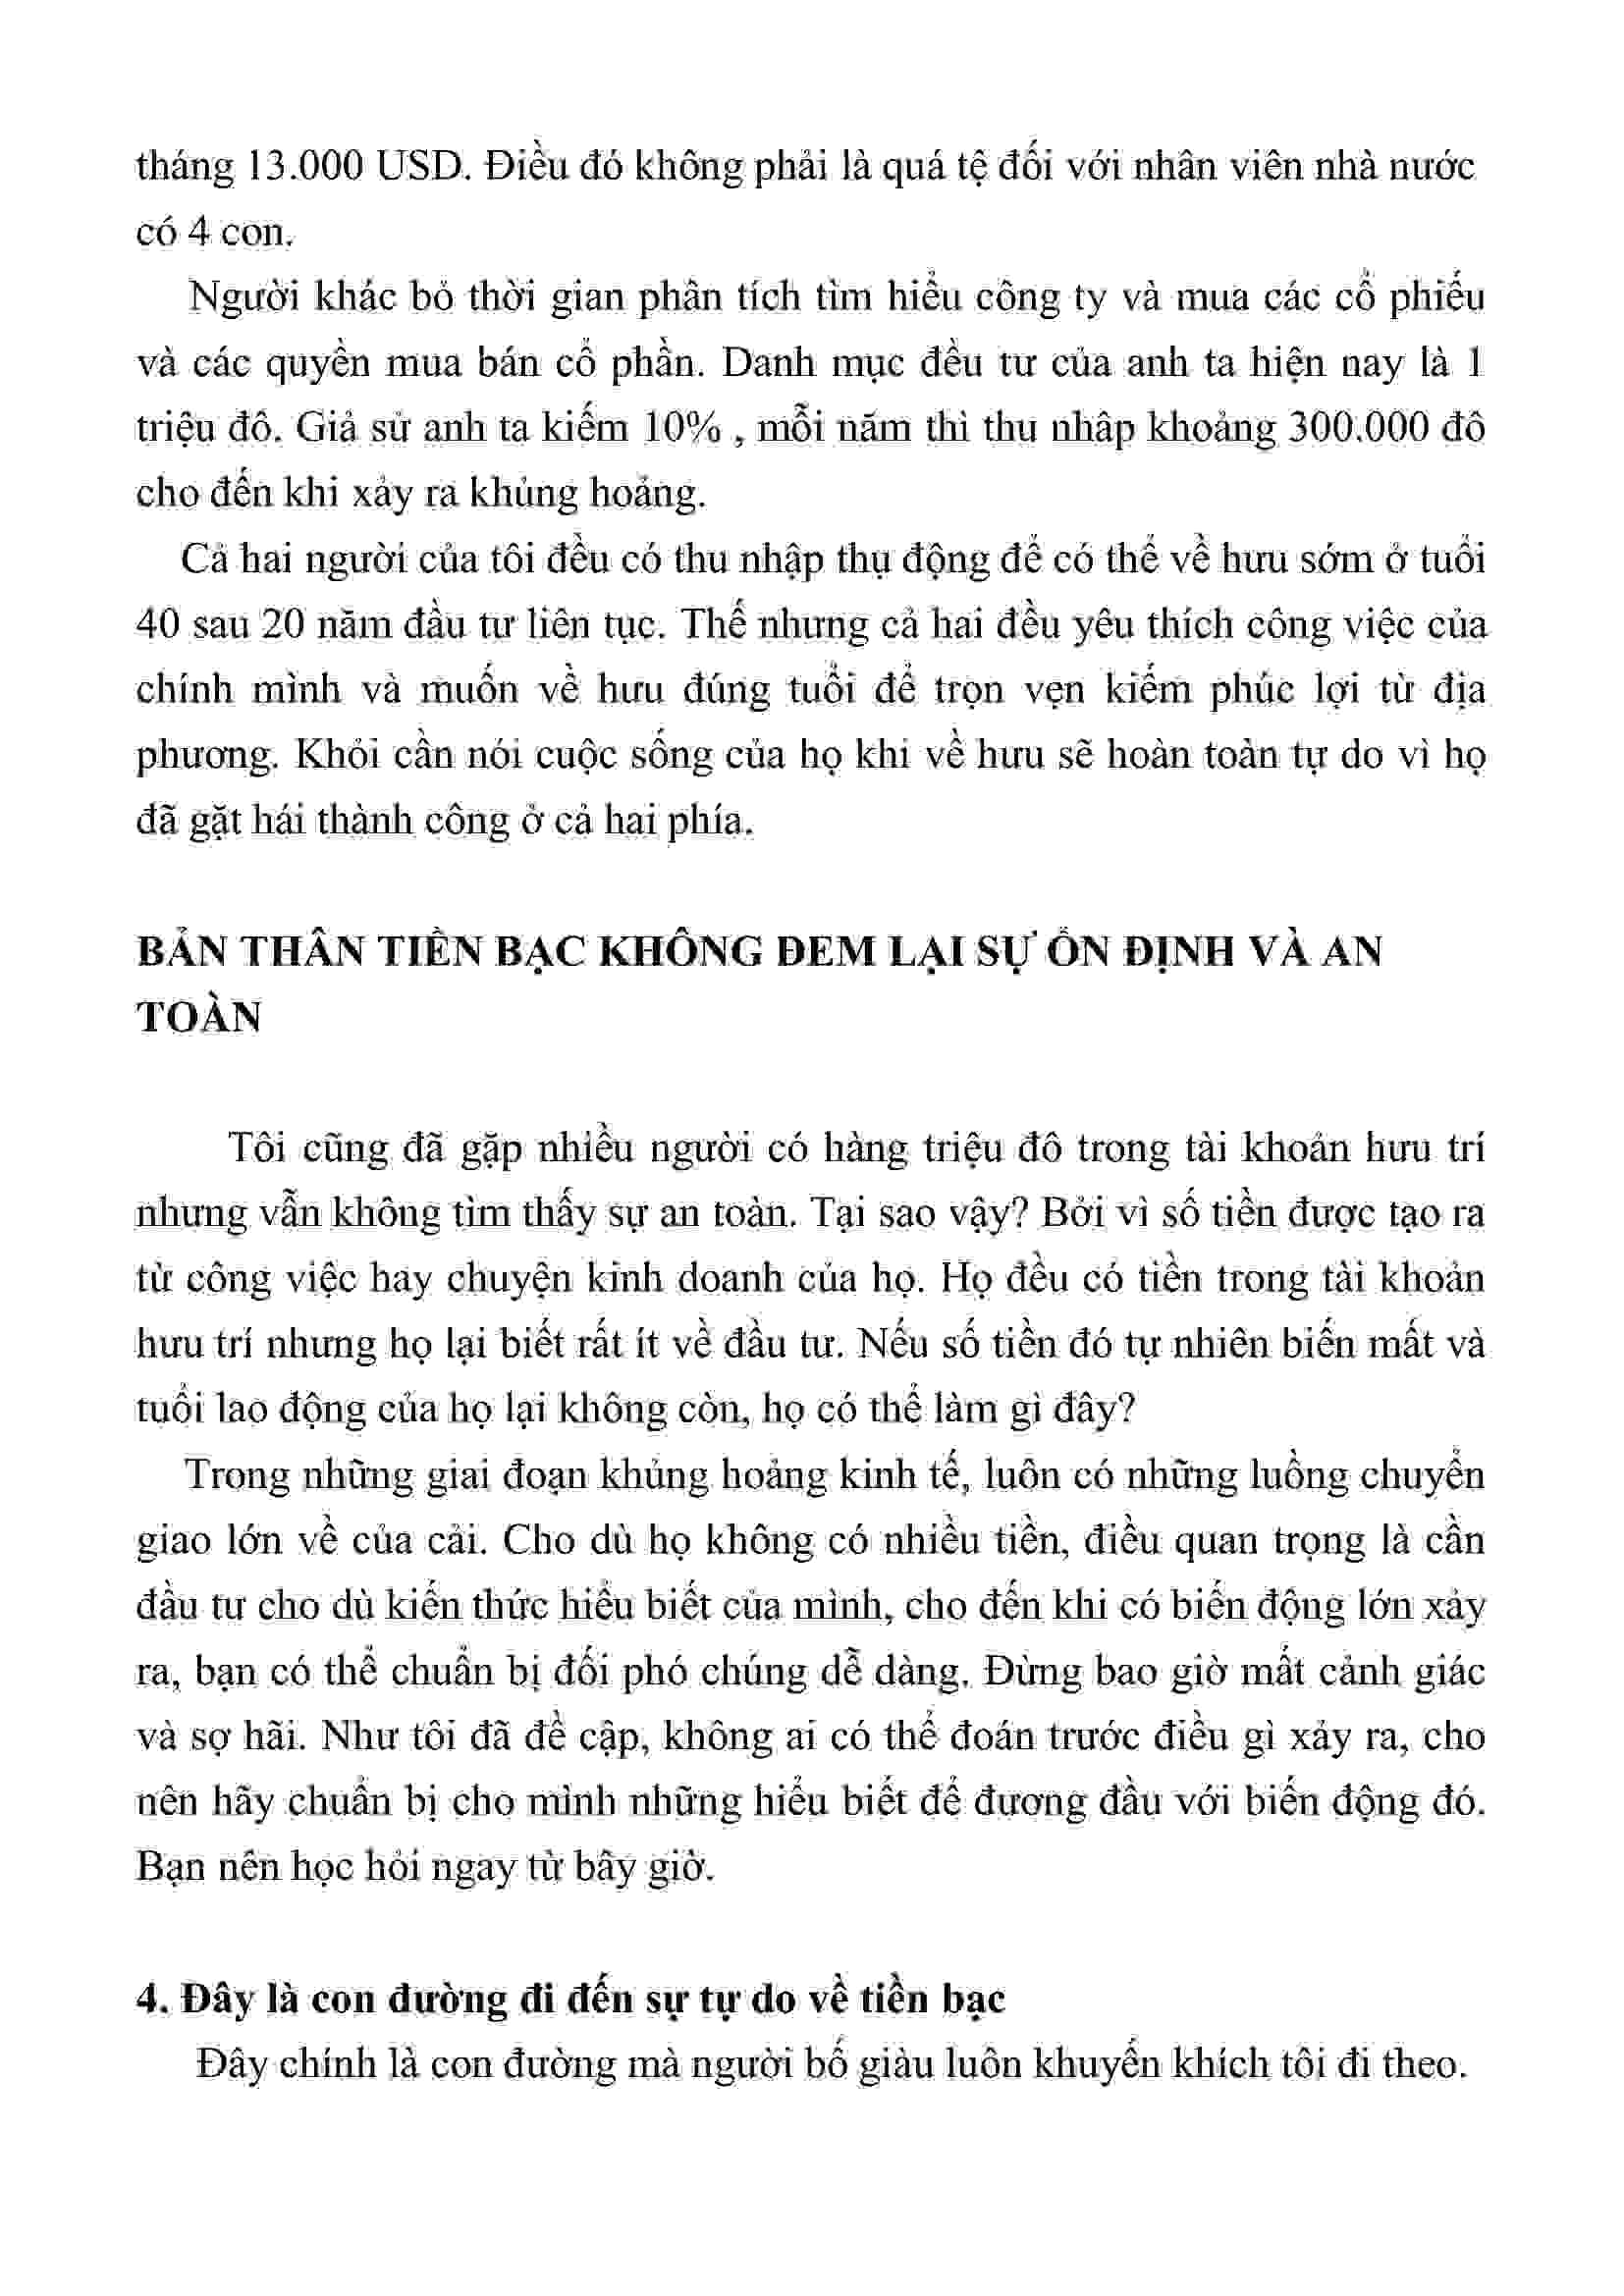 tháng 13.000 USD. Điều đó không phải là quá tệ đối với nhân viên nhà nước
có 4 con.
Người khác bỏ thời gian phân tích tìm hiểu công ty và mua các cổ phiếu
và các quyền mua bán cổ phần. Danh mục đều tư của anh ta hiện nay là 1
triệu đô. Giả sử anh ta kiếm 10% , mỗi năm thì thu nhâp khoảng 300.000 đô
cho đến khi xảy ra khủng hoảng.
Cả hai người của tôi đều có thu nhập thụ động để có thể về hưu sớm ở tuổi
40 sau 20 năm đầu tư liên tục. Thế nhưng cả hai đều yêu thích công việc của
chính mình và muốn về hưu đúng tuổi để trọn vẹn kiếm phúc lợi từ địa
phương. Khỏi cần nói cuộc sống của họ khi về hưu sẽ hoàn toàn tự do vì họ
đã gặt hái thành công ở cả hai phía.
BẢN THÂN TIỀN BẠC KHÔNG ĐEM LẠI SỰ ỔN ĐỊNH VÀ AN
TOÀN
Tôi cũng đã gặp nhiều người có hàng triệu đô trong tài khoản hưu trí
nhưng vẫn không tìm thấy sự an toàn. Tại sao vậy? Bởi vì số tiền được tạo ra
từ công việc hay chuyện kinh doanh của họ. Họ đều có tiền trong tài khoản
hưu trí nhưng họ lại biết rất ít về đầu tư. Nếu số tiền đó tự nhiên biến mất và
tuổi lao động của họ lại không còn, họ có thể làm gì đây?
Trong những giai đoạn khủng hoảng kinh tế, luôn có những luồng chuyển
giao lớn về của cải. Cho dù họ không có nhiều tiền, điều quan trọng là cần
đầu tư cho dù kiến thức hiểu biết của mình, cho đến khi có biến động lớn xảy
ra, bạn có thể chuẩn bị đối phó chúng dễ dàng. Đừng bao giờ mất cảnh giác
và sợ hãi. Như tôi đã đề cập, không ai có thể đoán trước điều gì xảy ra, cho
nên hãy chuẩn bị cho mình những hiểu biết để đương đầu với biến động đó.
Bạn nên học hỏi ngay từ bây giờ.
4. Đây là con đường đi đến sự tự do về tiền bạc
Đây chính là con đường mà người bố giàu luôn khuyến khích tôi đi theo.